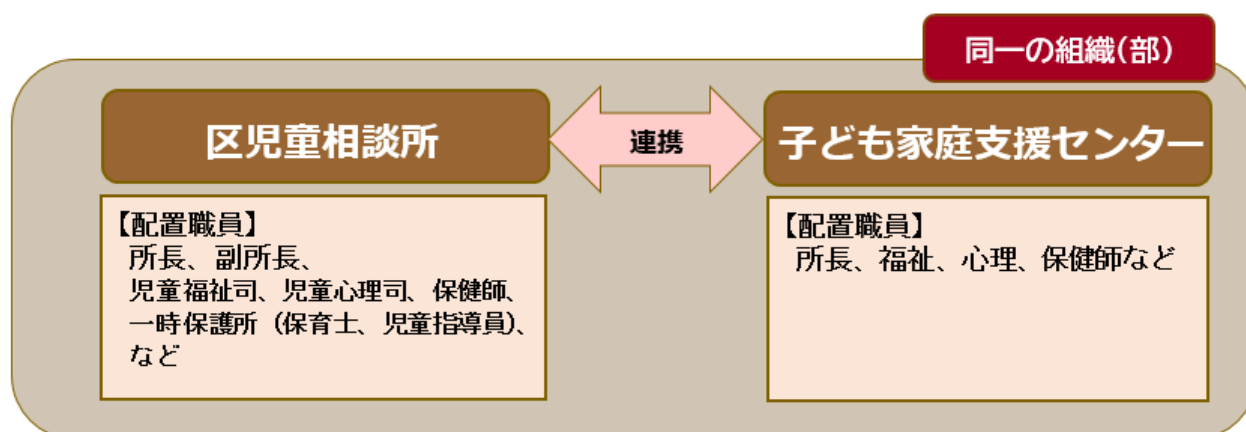 同一の組織(部)
区児童相談所
連携
子ども家庭支援センター
【配置職員】
所長、副所長、
児童福祉司、児童心理司、保健師、
一時保護所（保育士、児童指導員）、
など
【配置職員】
所長、福祉、心理、保健師など